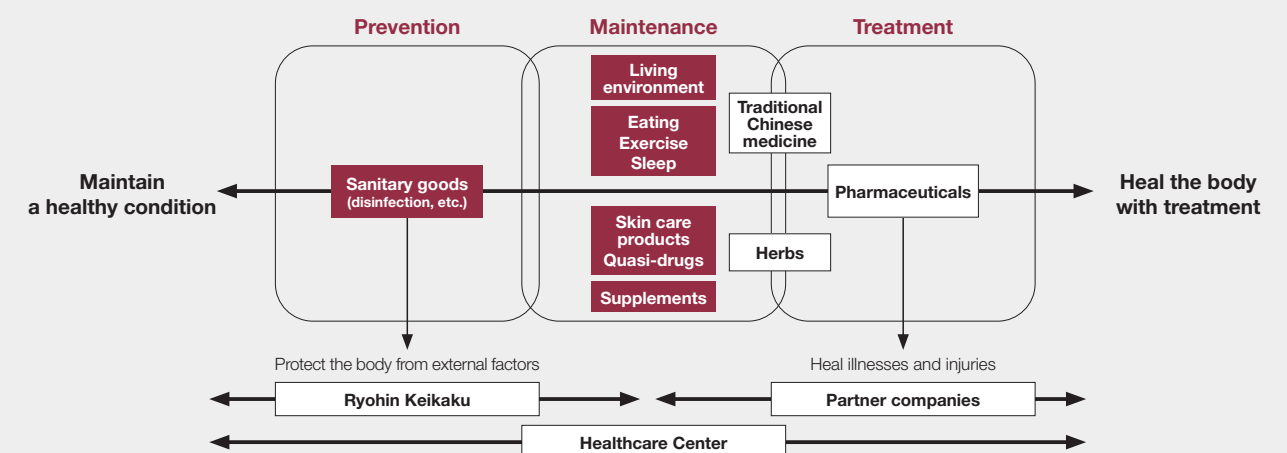 Prevention
Maintenance
Treatment
Living
environment
Eating
Exercise
Sleep
Traditional
Chinese
medicine
Maintain
a healthy condition
Sanitary goods
(disinfection, etc.)
Pharmaceuticals
Heal the body
with treatment
Skin care
products
Quasi-drugs
Herbs
Supplements
Protect the body from external factors
Heal illnesses and injuries
Ryohin Keikaku
Partner companies
Healthcare Center